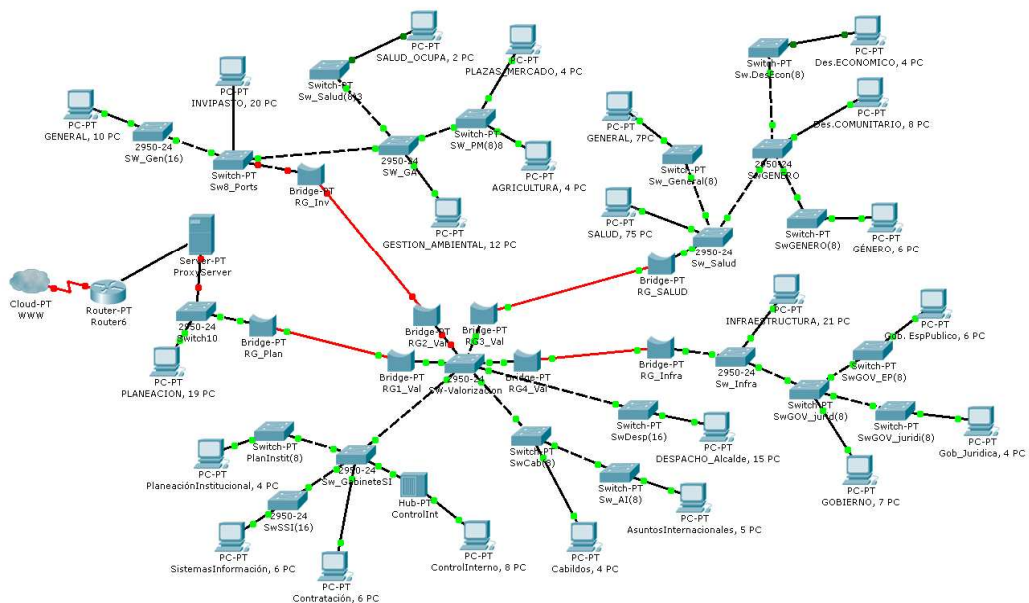 PC-PT
SALUD_OCUPA, 2 PC
PC-PT
PLAZAS_MERCADO, 4 PC
Switch-PT
Sw_Salud(8)3
PC-PT
INVIPASTO, 20 PC
PC-PT
GENERAL, 10 PC
2950-24
SW_Gen(16)
Switch-PT
Sw8_Ports
2950-24
SW_GA
Switch-PT
SW_PM(8)8
PC-PT
AGRICULTURA, 4 PC
Bridge-PT
RG_Inv
PC-PT
GESTION_AMBIENTAL, 12 PC
Switch-PT
Sw.DesEcon(8)
PC-PT
Des.ECONOMICO, 4 PC
PC-PT
Des.COMUNITARIO, 8 PC
PC-PT
GENERAL, 7PC
Switch-PT
Sw_General(8)
2950-24
SwGENERO
Switch-PT
SwGENERO(8)
PC-PT
GÉNERO, 6 PC
PC-PT
SALUD, 75 PC
2950-24
Sw_Salud
Bridge-PT
RG_SALUD
Server-PT
ProxyServer
Cloud-PT
WWW
Router-PT
Router6
2950-24
Switch10
Bridge-PT
RG_Plan
PC-PT
PLANEACION, 19 PC
Bridge-PT
RG2_Val
Bridge-PT
RG3_Val
Bridge-PT
RG1_Val
2950-24
SW-Valorizacion
Bridge-PT
RG4_Val
Bridge-PT
RG_Infra
PC-PT
INFRAESTRUCTURA, 21 PC
2950-24
Sw_Infra
PC-PT
Gob. EspPublico, 6 PC
Switch-PT
SwGOV_EP(8)
Switch-PT
SwGOV_jurid(8)
Switch-PT
SwGOV_juridi(8)
PC-PT
Gob_Juridica, 4 PC
PC-PT
GOBIERNO, 7 PC
Switch-PT
SwDesp(16)
PC-PT
DESPACHO_Alcalde, 15 PC
Switch-PT
SwCab(8)
Switch-PT
Sw_AI(8)
PC-PT
AsuntosInternacionales, 5 PC
PC-PT
Cabildos, 4 PC
Switch-PT
PlanInstit(8)
2950-24
Sw_GabineteSI
PC-PT
PlaneaciónInstitucional, 4 PC
2950-24
SwSSI(16)
Hub-PT
ControlInt
PC-PT
SistemasInformación, 6 PC
PC-PT
Contratación, 6 PC
PC-PT
ControlInterno, 8 PC